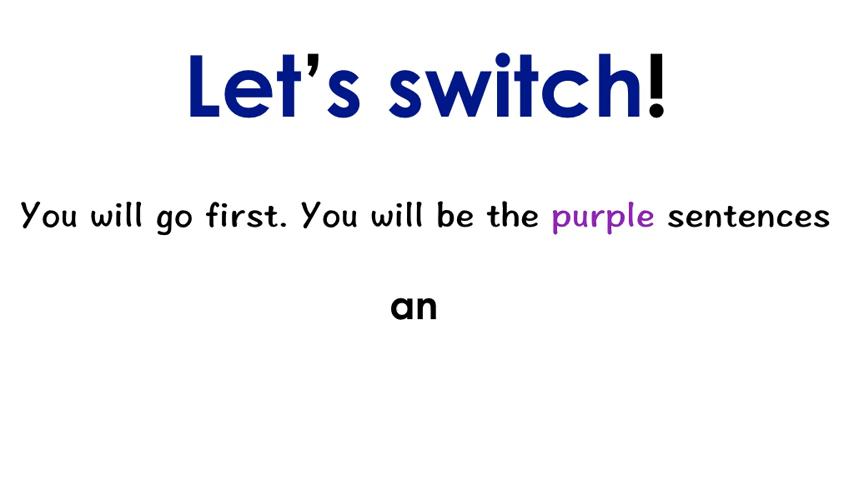 Let’s switch!
You will go first. You will be the purple sentences
an